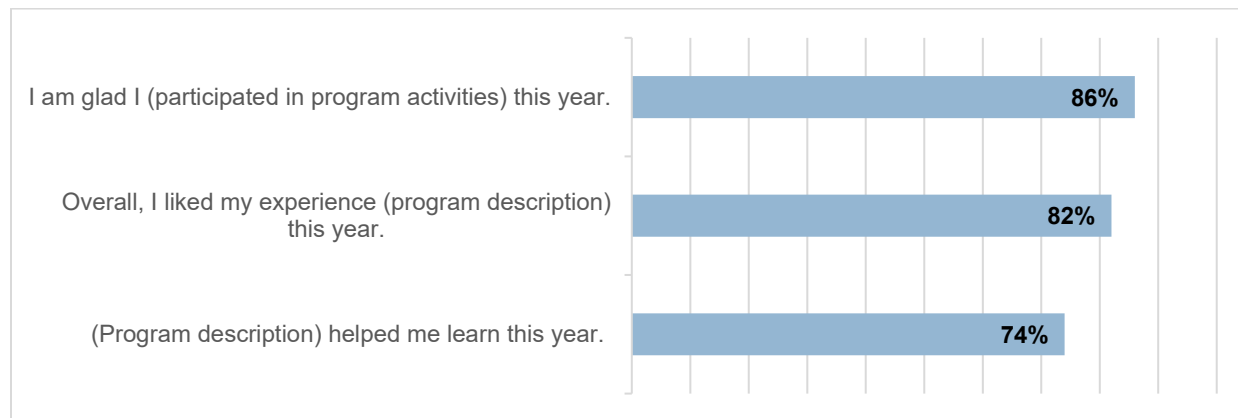 I am glad I (participated in program activities) this year.
86%
Overall, I liked my experience (program description)
this year.
82%
(Program description) helped me learn this year.
74%